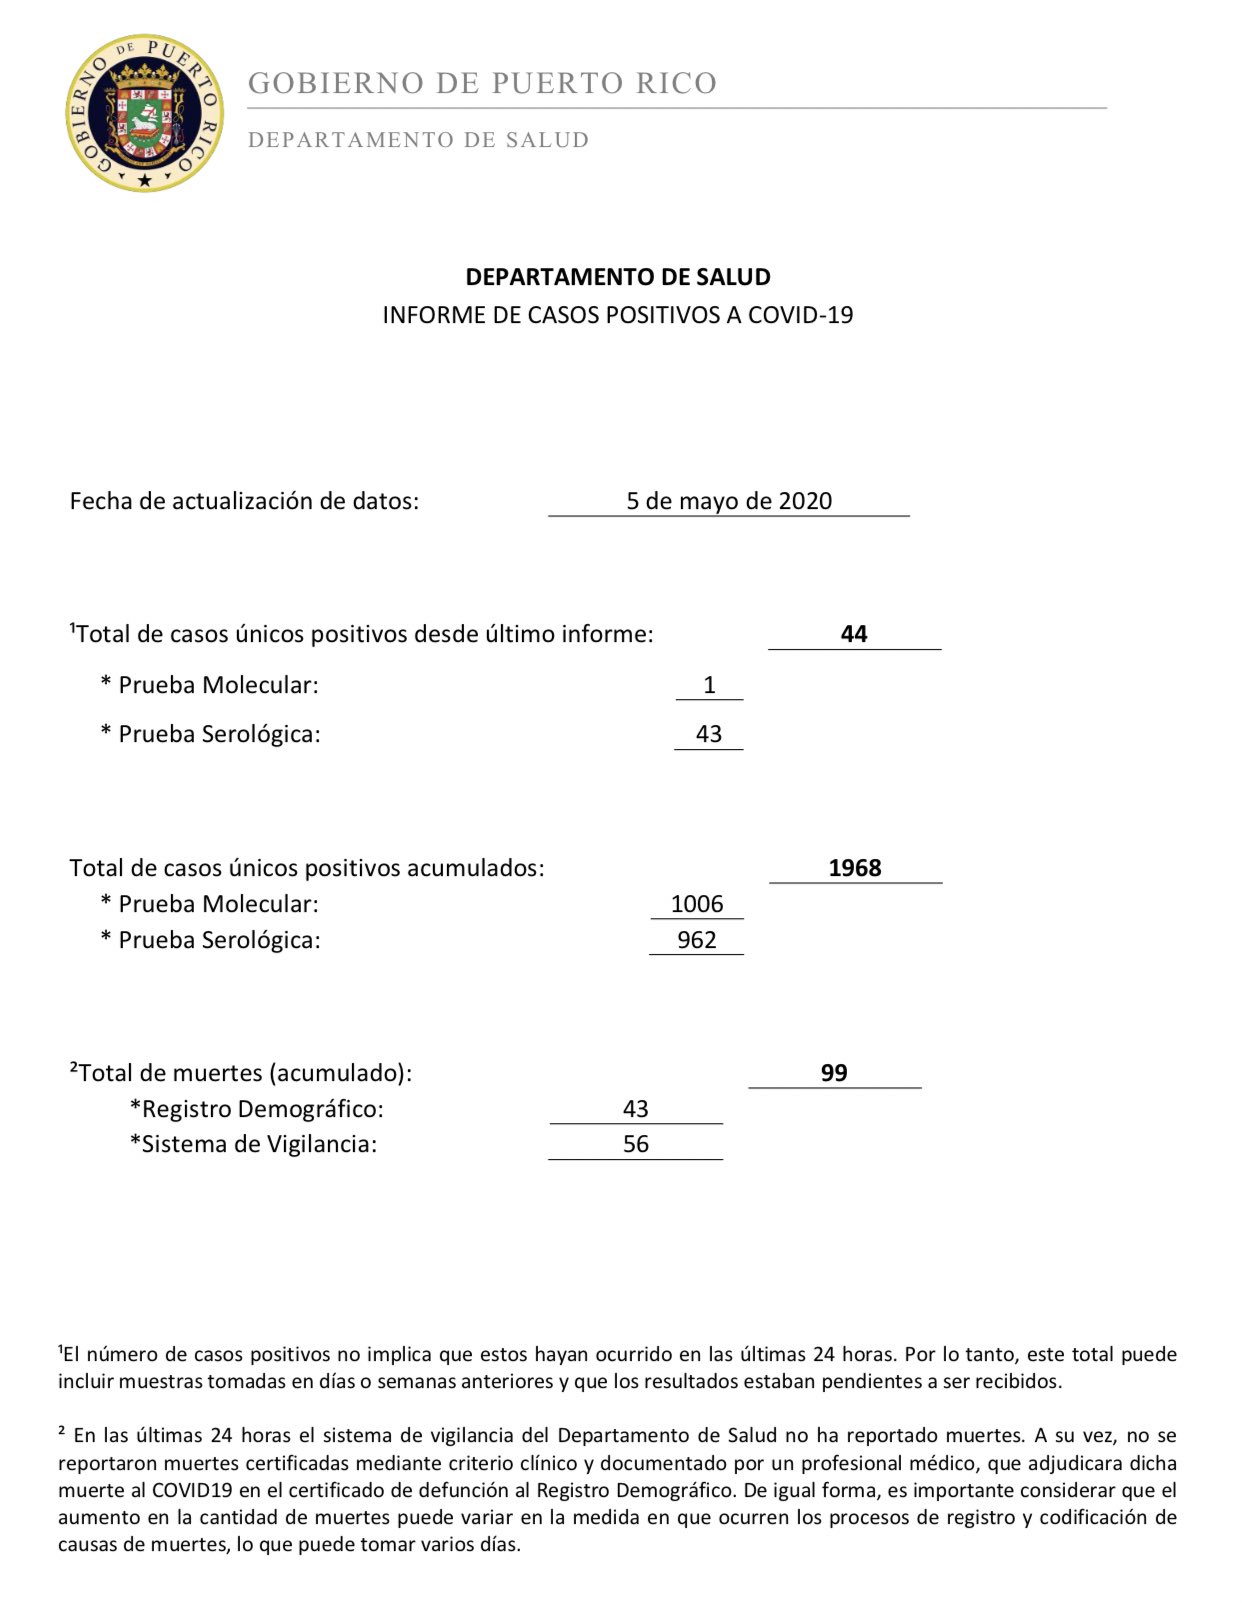 GOBIERNO DE PUERTO RICO
GOBIERNO DE PUERTO RICO
DEPARTAMENTO DE SALUD
DEPARTAMENTO DE SALUD
INFORME DE CASOS POSITIVOS A COVID-19
Fecha de actualización de datos: 5 de mayo de 2020
¹Total de casos únicos positivos desde último informe: 44
* Prueba Molecular: 1
* Prueba Serológica: 43
Total de casos únicos positivos acumulados: 1968
* Prueba Molecular: 1006
* Prueba Serológica: 962
²Total de muertes (acumulado): 99
*Registro Demográfico: 43
*Sistema de Vigilancia: 56
¹El número de casos positivos no implica que estos hayan ocurrido en las últimas 24 horas. Por lo tanto, este total puede
incluir muestras tomadas en días o semanas anteriores y que los resultados estaban pendientes a ser recibidos.
² En las últimas 24 horas el sistema de vigilancia del Departamento de Salud no ha reportado muertes. A su vez, no se
reportaron muertes certificadas mediante criterio clínico y documentado por un profesional médico, que adjudicara dicha
muerte al COVID19 en el certificado de defunción al Registro Demográfico. De igual forma, es importante considerar que el
aumento en la cantidad de muertes puede variar en la medida en que ocurren los procesos de registro y codificación de
causas de muertes, lo que puede tomar varios días.